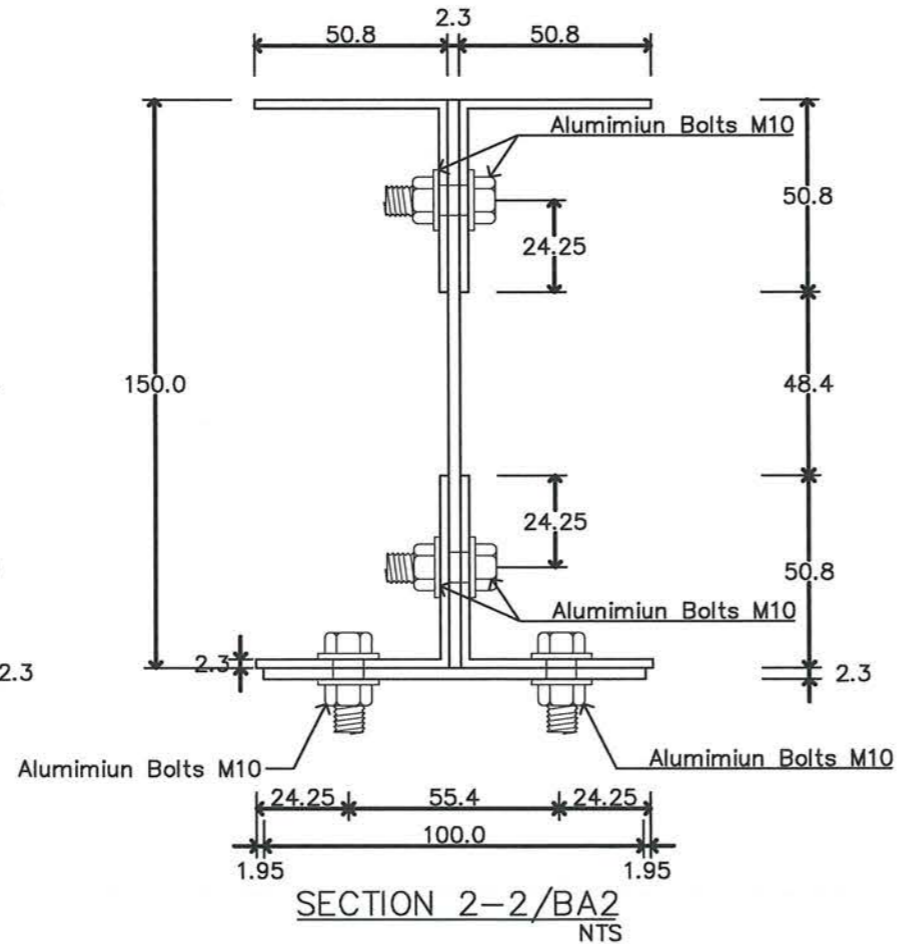 2.3
50.8 50.8
Alumimiun Bolts M10
50.8
24.25
150.0
48.4
24.25
50.8
Alumimiun Bolts M10
2.3
2.3
2.3
Alumimiun Bolts M10
Alumimiun Bolts M10
24.25 55.4 24.25
100.0
1.95 1.95
SECTION 2-2/BA2
NTS